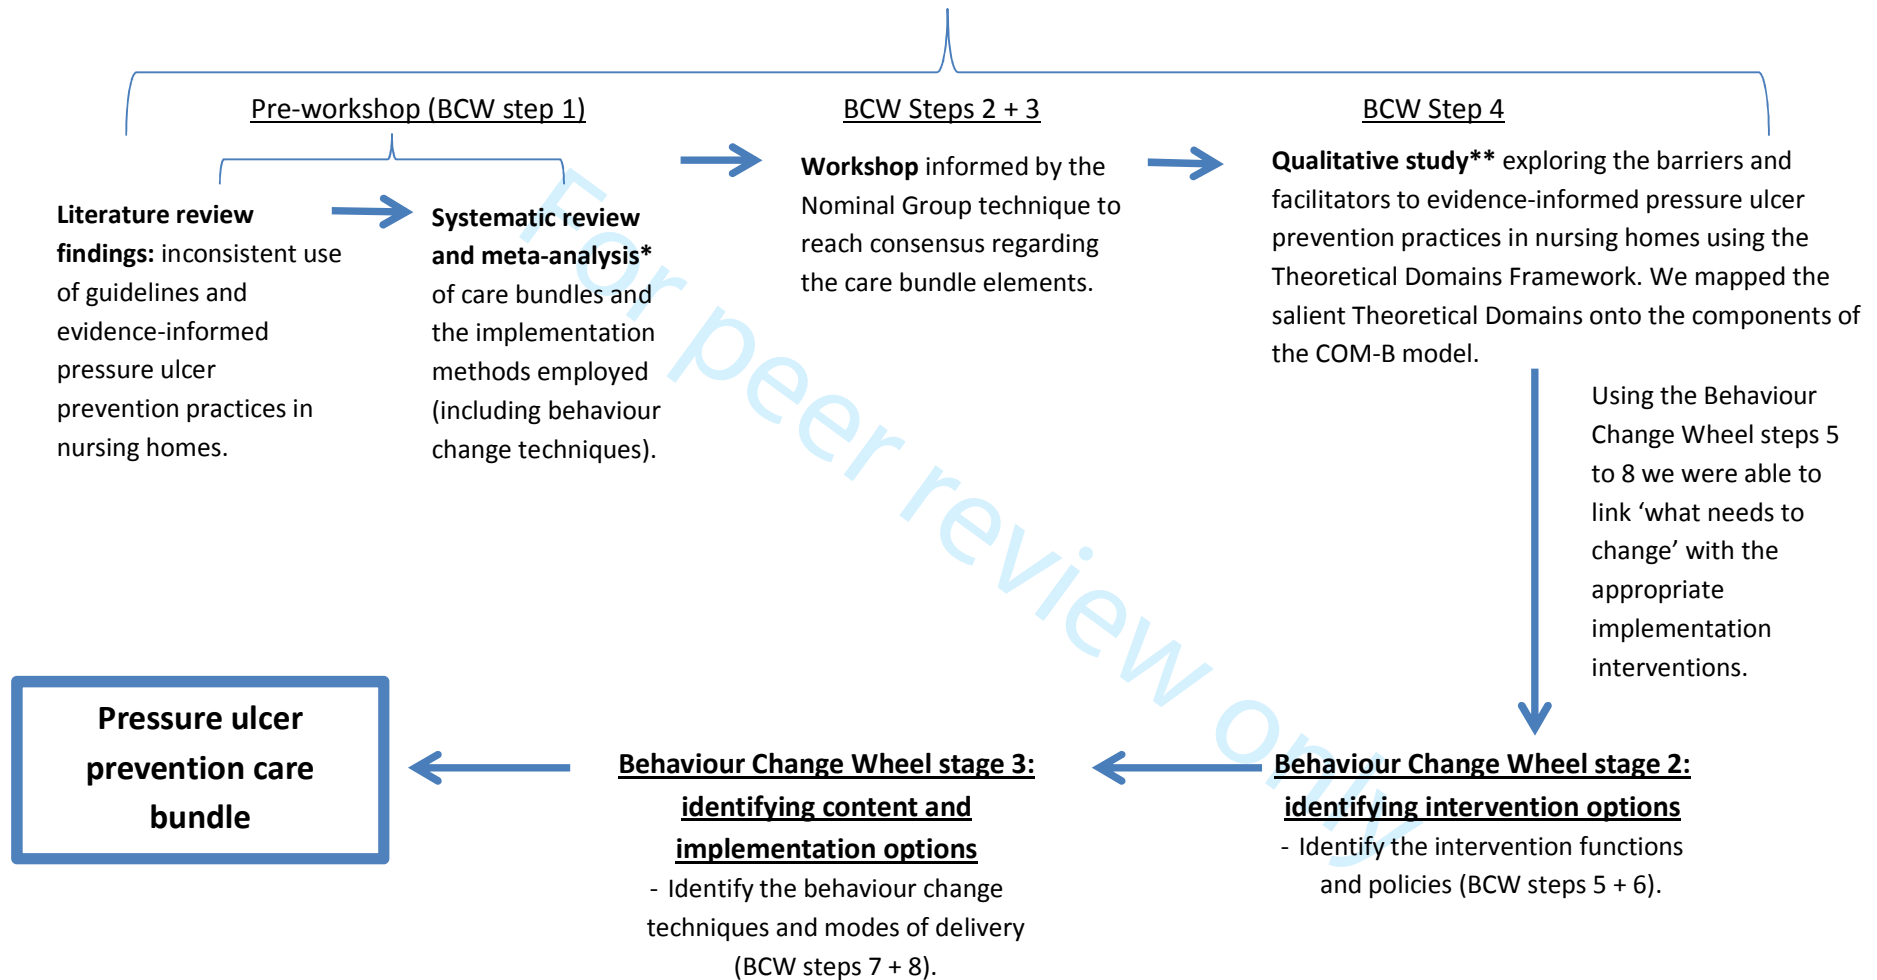 Pre-workshop (BCW step 1)
Literature review
findings: inconsistent use
of guidelines and
evidence-informed
pressure ulcer
prevention practices in
nursing homes.
Systematic review
and meta-analysis*
of care bundles and
the implementation
methods employed
(including behaviour
change techniques).
BCW Steps 2 + 3
Workshop informed by the
Nominal Group technique to
reach consensus regarding
the care bundle elements.
BCW Step 4
Qualitative study** exploring the barriers and
facilitators to evidence-informed pressure ulcer
prevention practices in nursing homes using the
Theoretical Domains Framework. We mapped the
salient Theoretical Domains onto the components of
the COM-B model.
Using the Behaviour
Change Wheel steps 5
to 8 we were able to
link ‘what needs to
change’ with the
appropriate
implementation
interventions.
Behaviour Change Wheel stage 2:
identifying intervention options
- Identify the intervention functions
and policies (BCW steps 5 + 6).
Behaviour Change Wheel stage 3:
identifying content and
implementation options
- Identify the behaviour change
techniques and modes of delivery
(BCW steps 7 + 8).
Pressure ulcer
prevention care
bundle
For peer review only